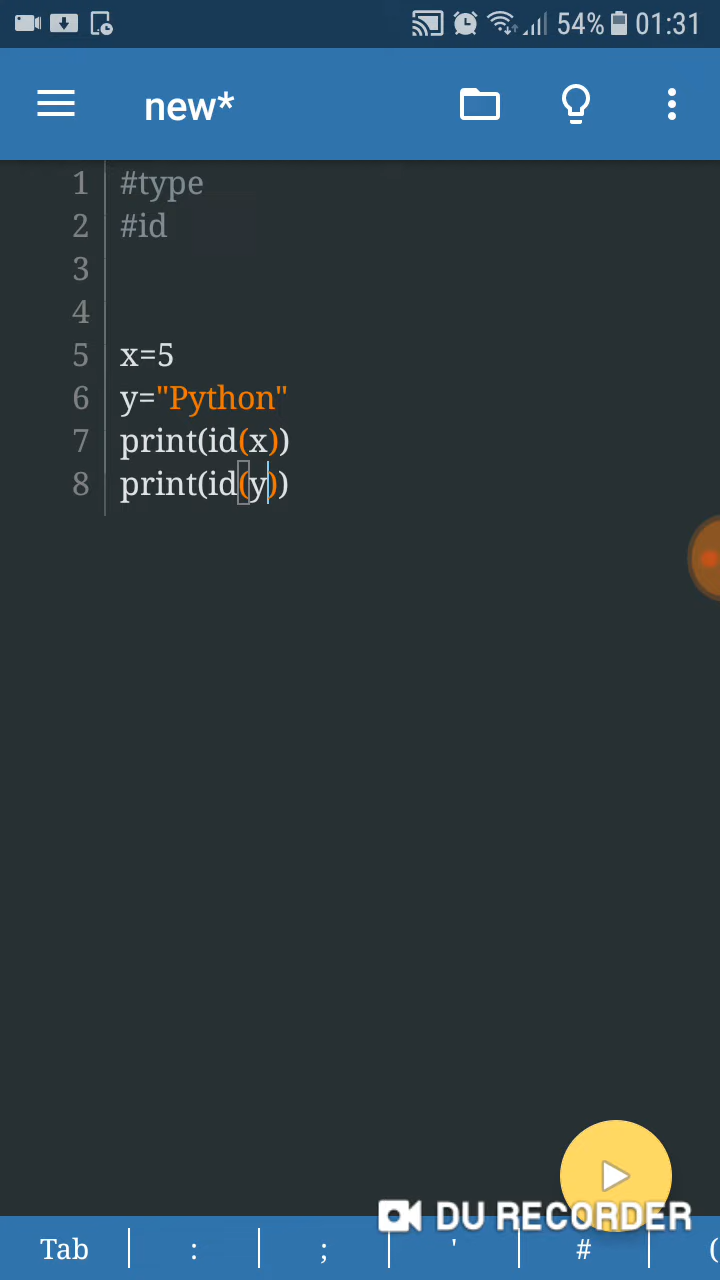 54% 01:31
new*
1 #type
2 #id
3
4
5 x=5
6 y="Python"
7 print(id(x))
8 print(id(y))
DU RECORDER
Tab : ; ' # (